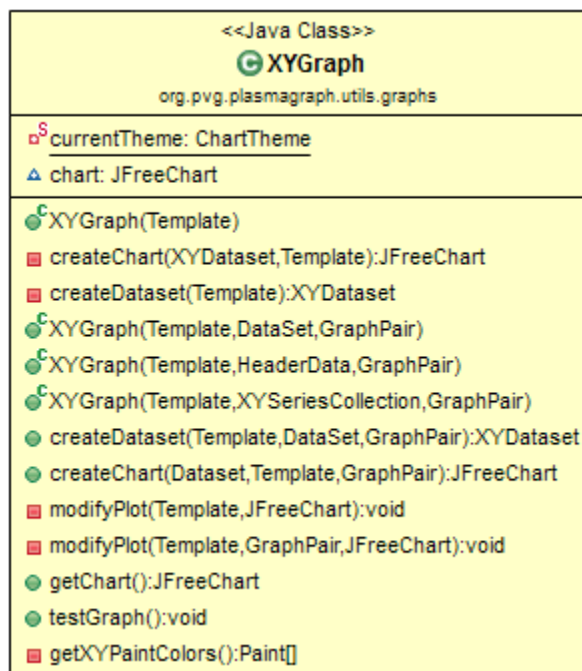 <<Java Class>>
C XYGraph
org.pvg.plasmagraph.utils.graphs
S currentTheme: ChartTheme
chart: JFreeChart
C XYGraph(Template)
createChart(XYDataset,Template):JFreeChart
createDataset(Template):XYDataset
C XYGraph(Template,DataSet,GraphPair)
C XYGraph(Template,HeaderData,GraphPair)
C XYGraph(Template,XYSeriesCollection,GraphPair)
createDataset(Template,DataSet,GraphPair):XYDataset
createChart(Dataset,Template,GraphPair):JFreeChart
modifyPlot(Template,JFreeChart):void
modifyPlot(Template,GraphPair,JFreeChart):void
getChart():JFreeChart
testGraph():void
getXYPaintColors():Paint[]